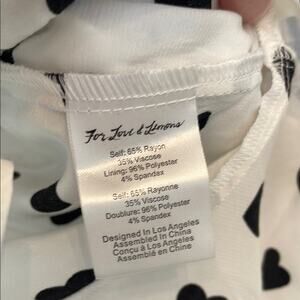 For Love & Lemons
Self: 65% Rayon
35% Viscose
Lining: 96% Polyester
4% Spandex
Self: 65% Rayonne
35% Viscose
Doublure: 96% Polyester
4% Spandex
Designed In Los Angeles
Assembled In China
Conçu à Los Angeles
Assemblé en Chine